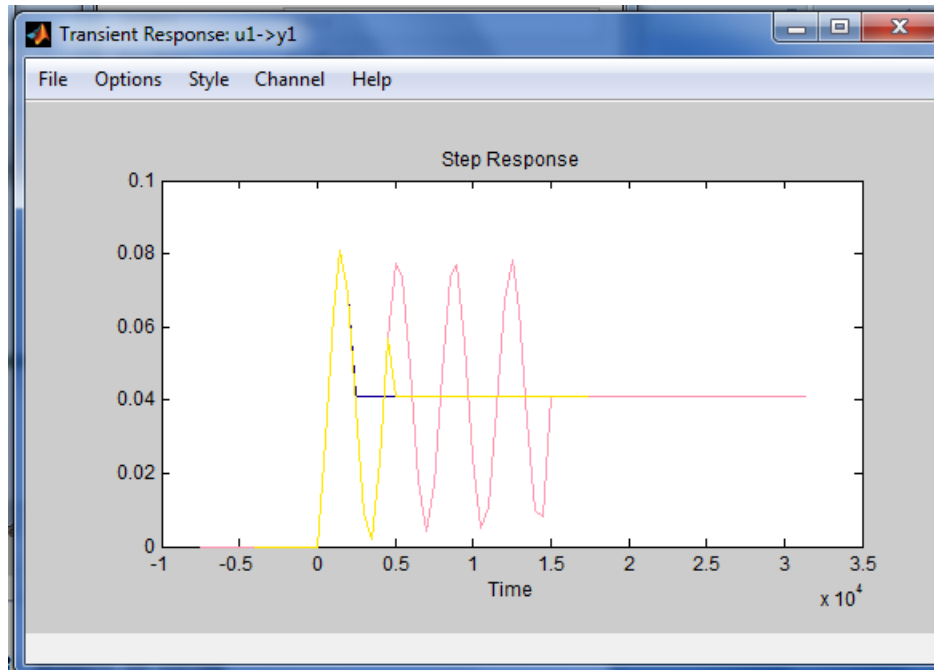 Transient Response: u1->y1
File Options Style Channel Help
Step Response
0.1
0.08
0.06
0.04
0.02
0
-1 -0.5 0 0.5 1 1.5 2 2.5 3 3.5
Time
x 10^4